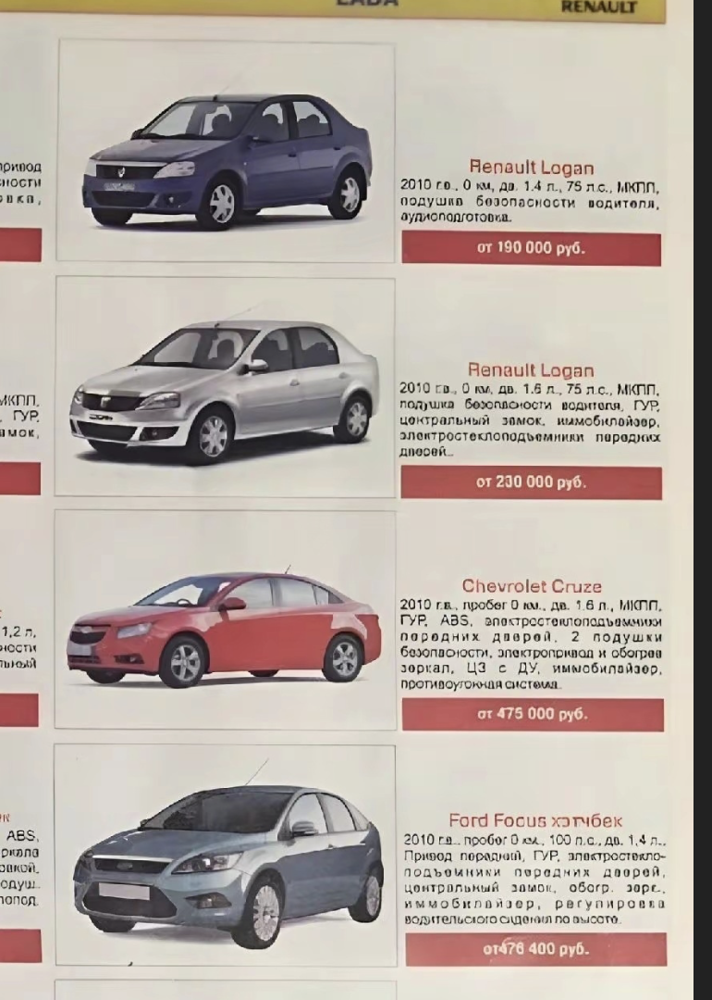 LADA
RENAULT
привод
ности
овка,
Renault Logan
2010 г.в., 0 км, дв. 1.4 л., 75 л.с., МКПП,
подушка безопасности водителя,
аудиоподготовка.
от 190 000 руб.
МКПП,
, ГУР,
амок,
Renault Logan
2010 г.в., 0 км, дв. 1.6 л., 75 л.с., МКПП,
подушка безопасности водителя, ГУР,
центральный замок, иммобилайзер,
электростеклоподъемники передних
дверей..
от 230 000 руб.
1,2 л,
ности
льный
Chevrolet Cruze
2010 г.в., пробег 0 км., дв. 1.6 л., МКПП,
ГУР, ABS, электростеклоподъемники
передних дверей, 2 подушки
безопасности, электропривод и обогрев
зеркал, ЦЗ с ДУ, иммобилайзер,
противоугонная система.
от 475 000 руб.
ABS,
ркала
овкой,
одуш.
лопод.
Ford Focus хэтчбек
2010 г.в.. пробег 0 км., 100 л.с., дв. 1,4 л..
Привод передний, ГУР, электростекло-
подъемники передних дверей,
центральный замок, обогр. зерк.,
иммобилайзер, регулировка
водительского сидения по высоте.
от476 400 руб.